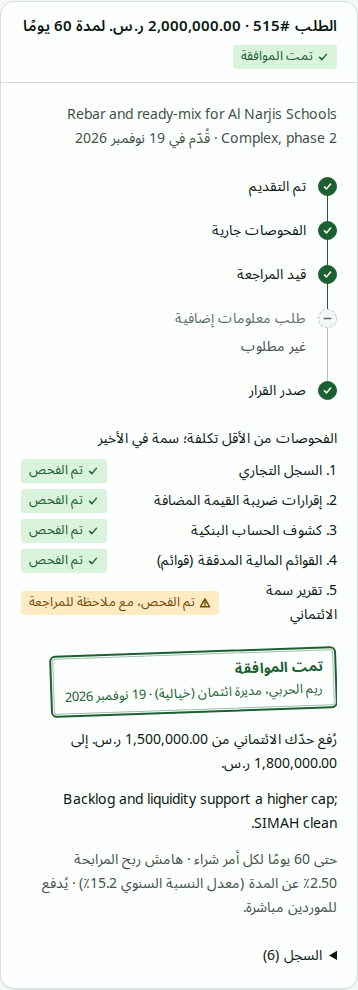 الطلب #515 · 2,000,000.00 ر.س. لمدة 60 يومًا
تمت الموافقة
Rebar and ready-mix for Al Narjis Schools
Complex, phase 2 · قُدّم في 19 نوفمبر 2026
تم التقديم
الفحوصات جارية
قيد المراجعة
طلب معلومات إضافية
غير مطلوب
صدر القرار
الفحوصات من الأقل تكلفة؛ سمة في الأخير
1. السجل التجاري
تم الفحص
2. إقرارات ضريبة القيمة المضافة
تم الفحص
3. كشوف الحساب البنكية
تم الفحص
4. القوائم المالية المدققة (قوائم)
تم الفحص
5. تقرير سمة
الائتماني
تم الفحص، مع ملاحظة للمراجعة
تمت الموافقة
ريم الحربي، مديرة ائتمان (خيالية) · 19 نوفمبر 2026
رُفع حدّك الائتماني من 1,500,000.00 ر.س. إلى
1,800,000.00 ر.س.
Backlog and liquidity support a higher cap;
SIMAH clean.
حتى 60 يومًا لكل أمر شراء · هامش ربح المرابحة
2.50٪ عن المدة (معدل النسبة السنوي 15.2٪) · يُدفع
للموردين مباشرة.
السجل (6)